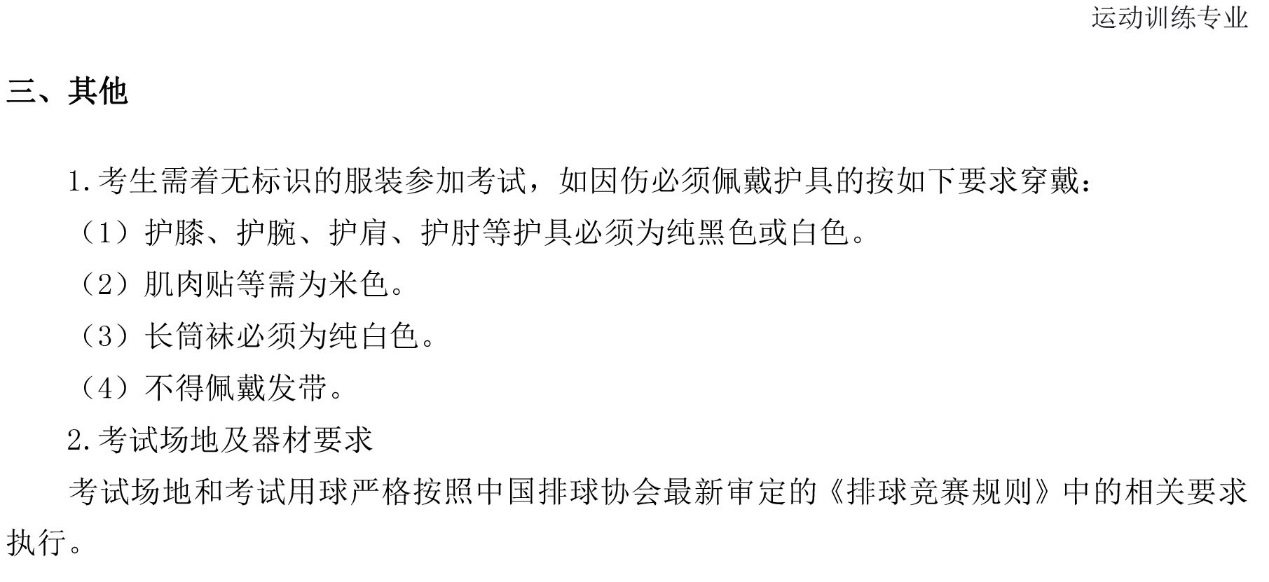 运动训练专业
三、其他
1.考生需着无标识的服装参加考试，如因伤必须佩戴护具的按如下要求穿戴：
（1）护膝、护腕、护肩、护肘等护具必须为纯黑色或白色。
（2）肌肉贴等需为米色。
（3）长筒袜必须为纯白色。
（4）不得佩戴发带。
2.考试场地及器材要求
考试场地和考试用球严格按照中国排球协会最新审定的《排球竞赛规则》中的相关要求
执行。